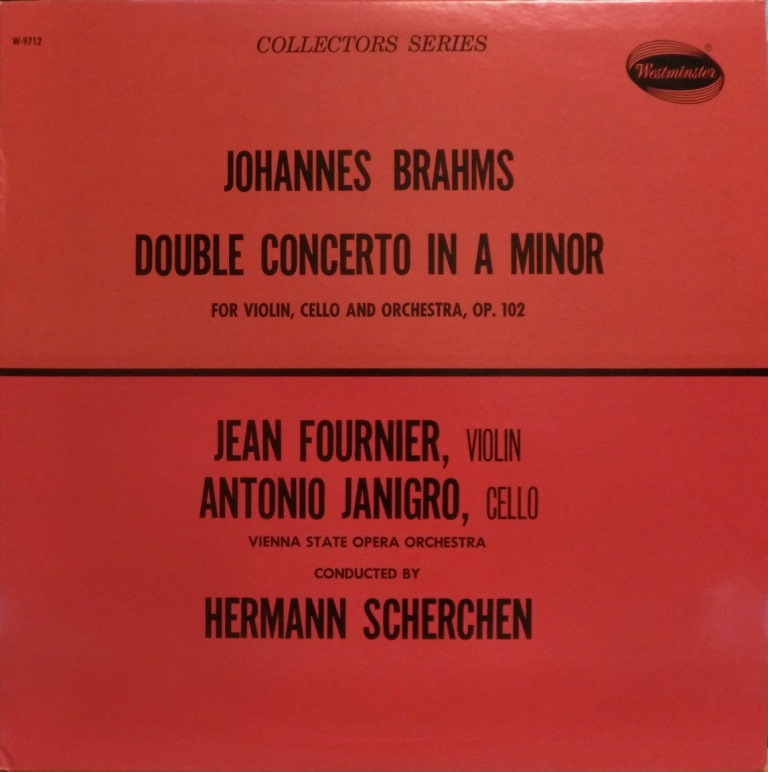 W-9712
COLLECTORS SERIES
Westminster®
JOHANNES BRAHMS
DOUBLE CONCERTO IN A MINOR
FOR VIOLIN, CELLO AND ORCHESTRA, OP. 102
JEAN FOURNIER, VIOLIN
ANTONIO JANIGRO, CELLO
VIENNA STATE OPERA ORCHESTRA
CONDUCTED BY
HERMANN SCHERCHEN